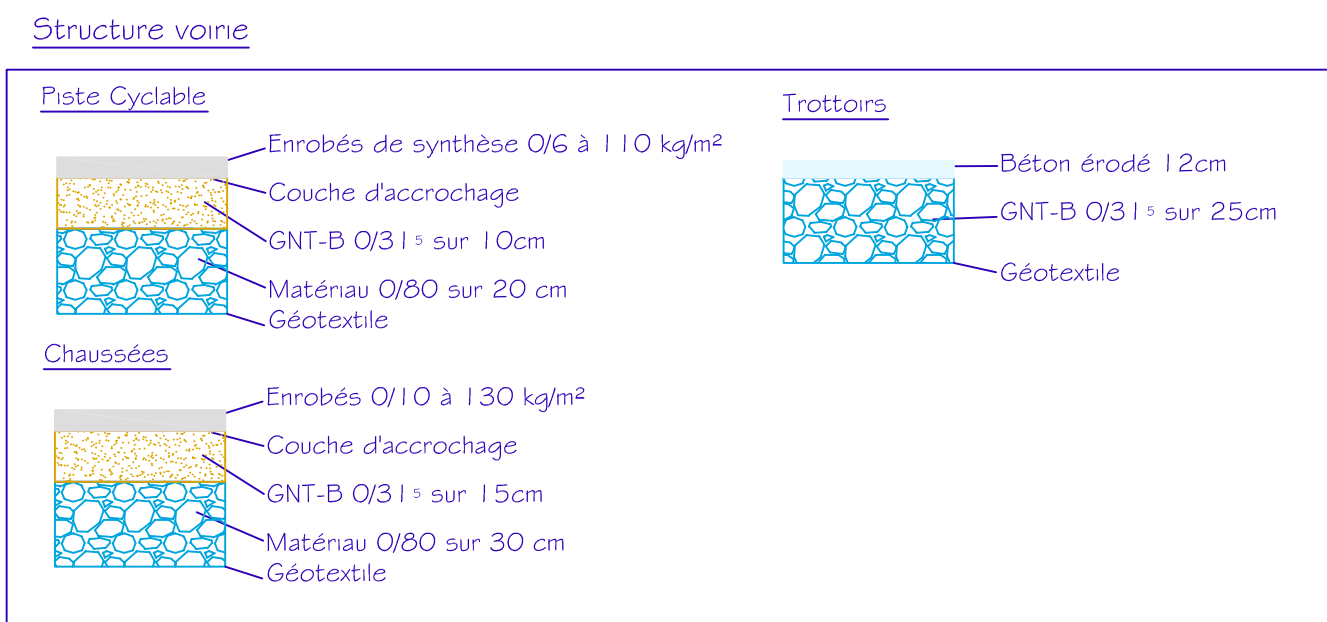 Structure voirie
Piste Cyclable
Enrobés de synthèse 0/6 à 110 kg/m²
Couche d'accrochage
GNT-B 0/31⁵ sur 10cm
Matériau 0/80 sur 20 cm
Géotextile
Chaussées
Enrobés 0/10 à 130 kg/m²
Couche d'accrochage
GNT-B 0/31⁵ sur 15cm
Matériau 0/80 sur 30 cm
Géotextile
Trottoirs
Béton érodé 12cm
GNT-B 0/31⁵ sur 25cm
Géotextile